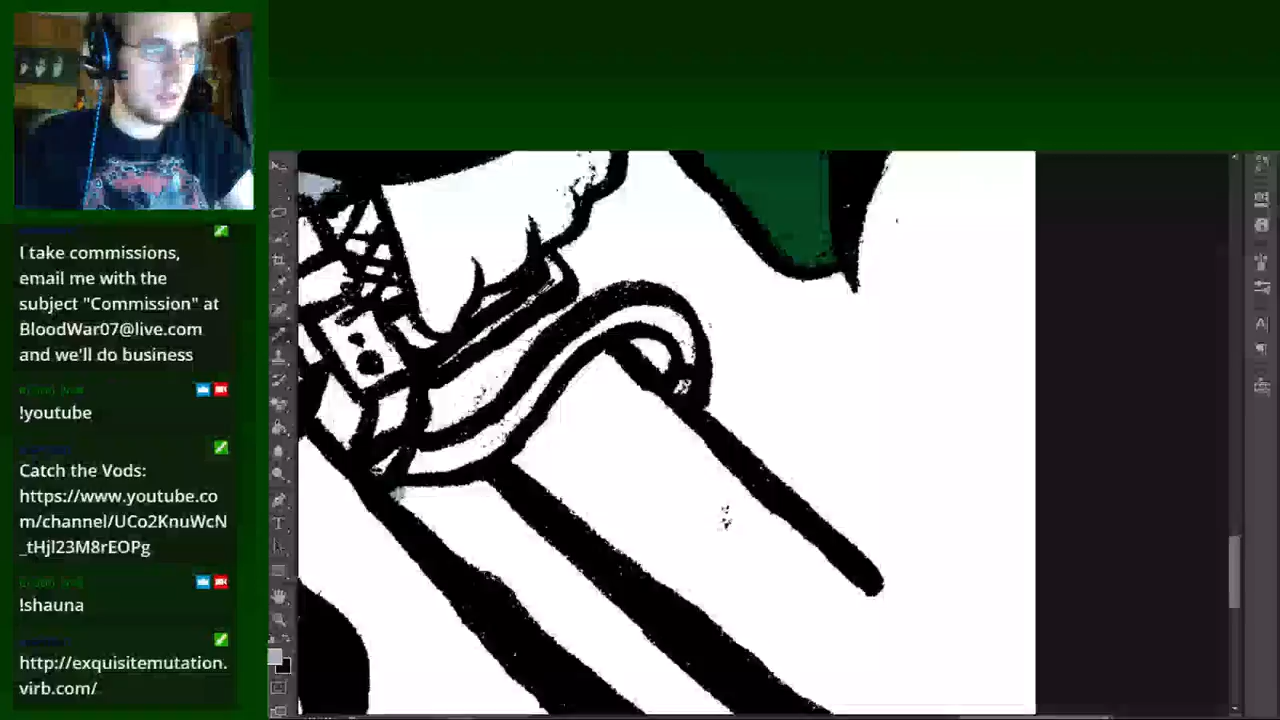 I take commissions,
email me with the
subject "Commission" at
BloodWar07@live.com
and we'll do business
!youtube
Catch the Vods:
https://www.youtube.co
m/channel/UCo2KnuWcN
_tHjl23M8rEOPg
!shauna
http://exquisitemutation.
virb.com/